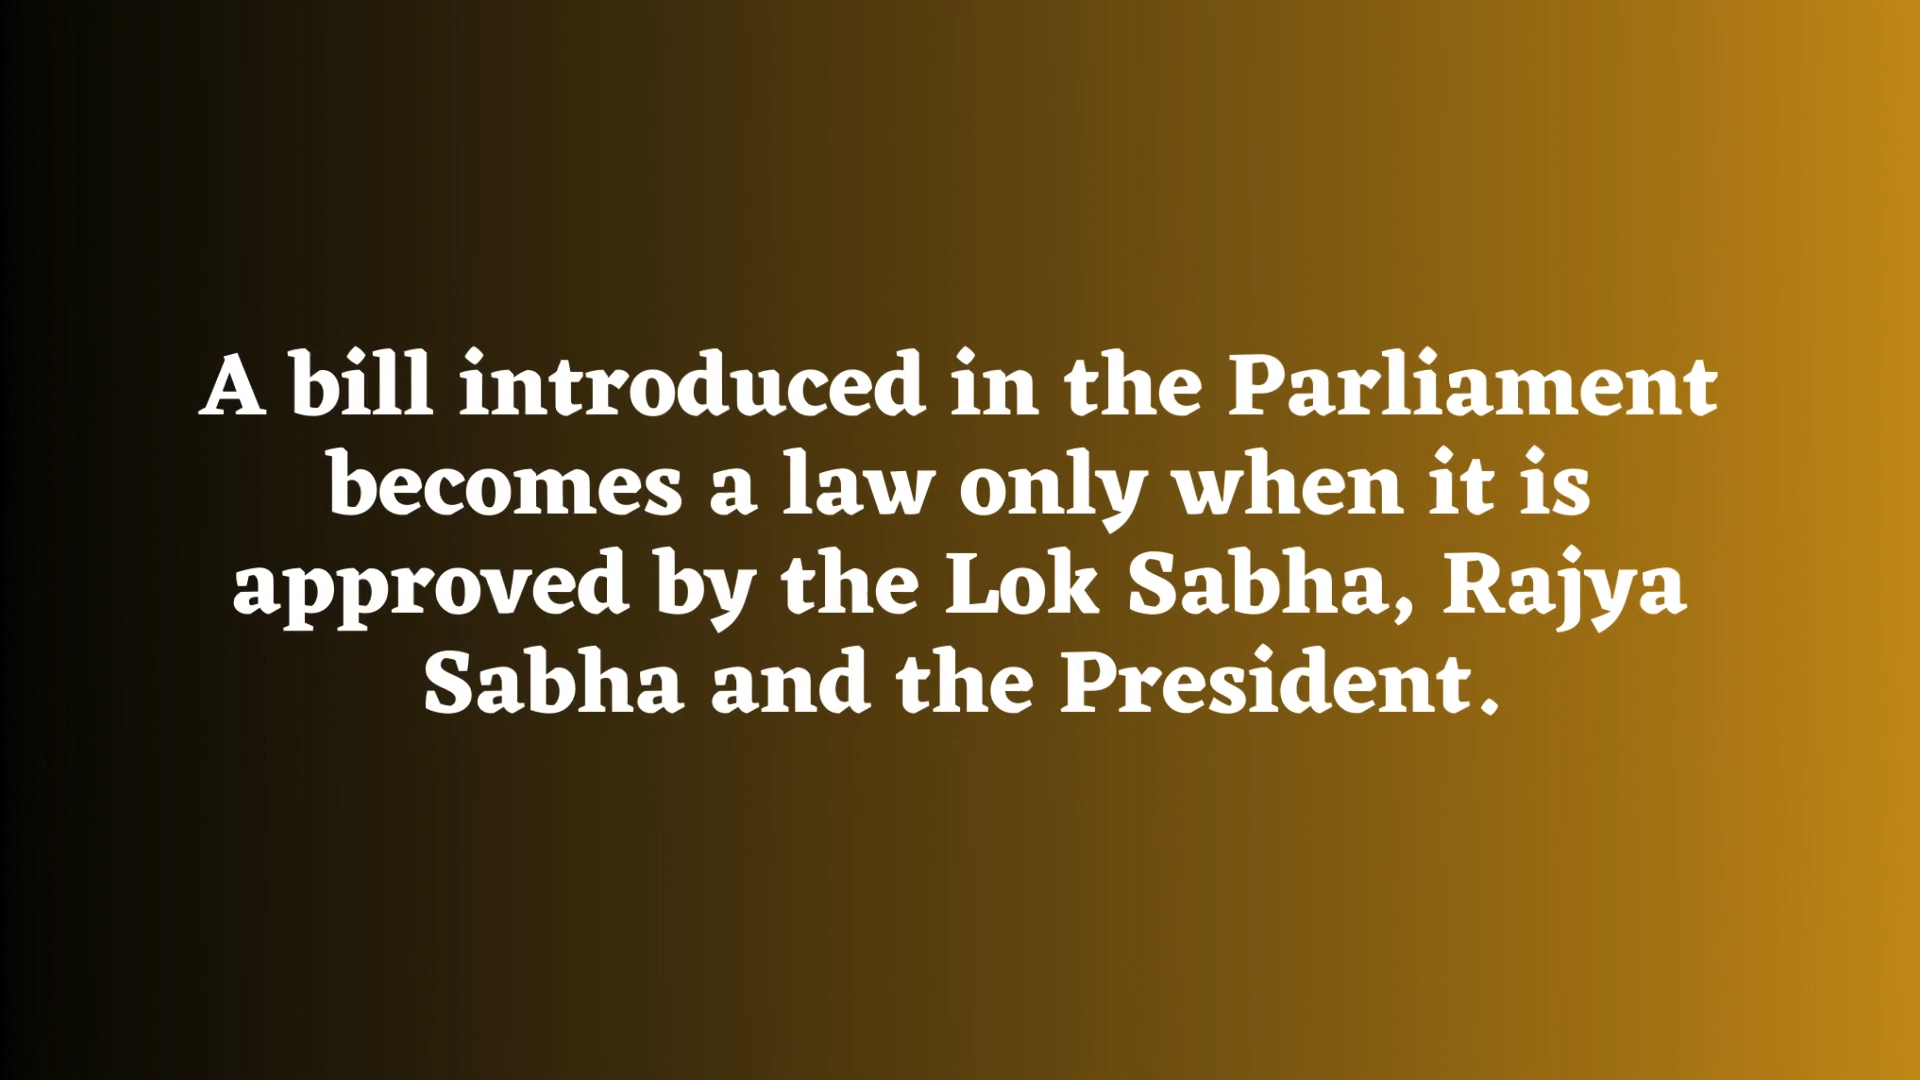 A bill introduced in the Parliament
becomes a law only when it is
approved by the Lok Sabha, Rajya
Sabha and the President.